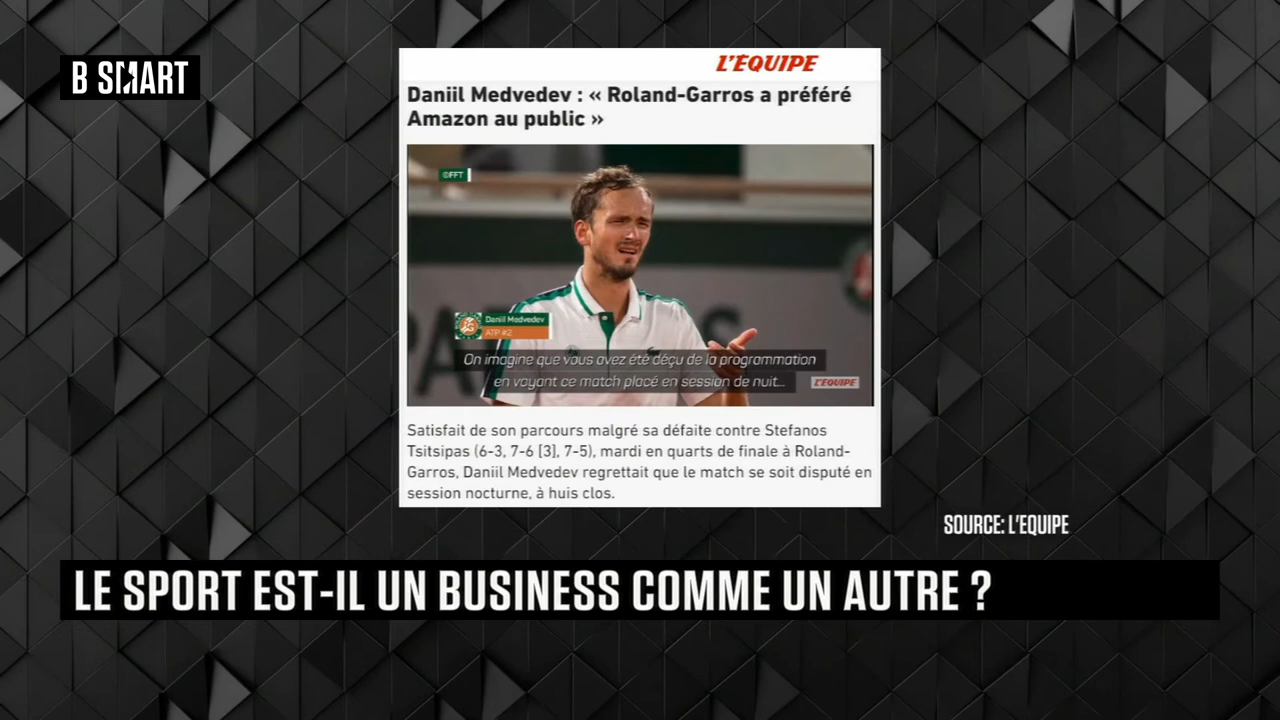 B SMART
L'ÉQUIPE
Daniil Medvedev : « Roland-Garros a préféré
Amazon au public »
©FFT
Daniil Medvedev
ATP #2
On imagine que vous avez été déçu de la programmation
en voyant ce match placé en session de nuit...
L'ÉQUIPE
Satisfait de son parcours malgré sa défaite contre Stefanos
Tsitsipas (6-3, 7-6 [3], 7-5), mardi en quarts de finale à Roland-
Garros, Daniil Medvedev regrettait que le match se soit disputé en
session nocturne, à huis clos.
SOURCE: L'EQUIPE
LE SPORT EST-IL UN BUSINESS COMME UN AUTRE ?